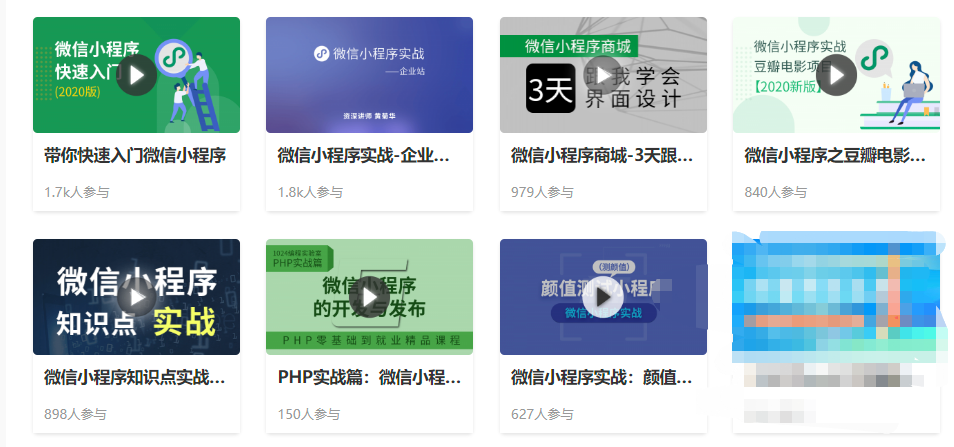 微信小程序
快速入门
(2020版)
带你快速入门微信小程序
1.7k人参与
微信小程序实战
——企业站
资深讲师 黄菊华
微信小程序实战-企业...
1.8k人参与
微信小程序商城
3天
跟我学会
界面设计
微信小程序商城-3天跟...
979人参与
微信小程序实战
豆瓣电影项目
【2020新版】
微信小程序之豆瓣电影...
840人参与
微信小程序
知识点 实战
微信小程序知识点实战...
898人参与
1024编程实验室
PHP实战篇
微信小程序
的开发与发布
PHP零基础到就业精品课程
PHP实战篇：微信小程...
150人参与
(测颜值)
颜值测试小程序
微信小程序实战
微信小程序实战：颜值...
627人参与